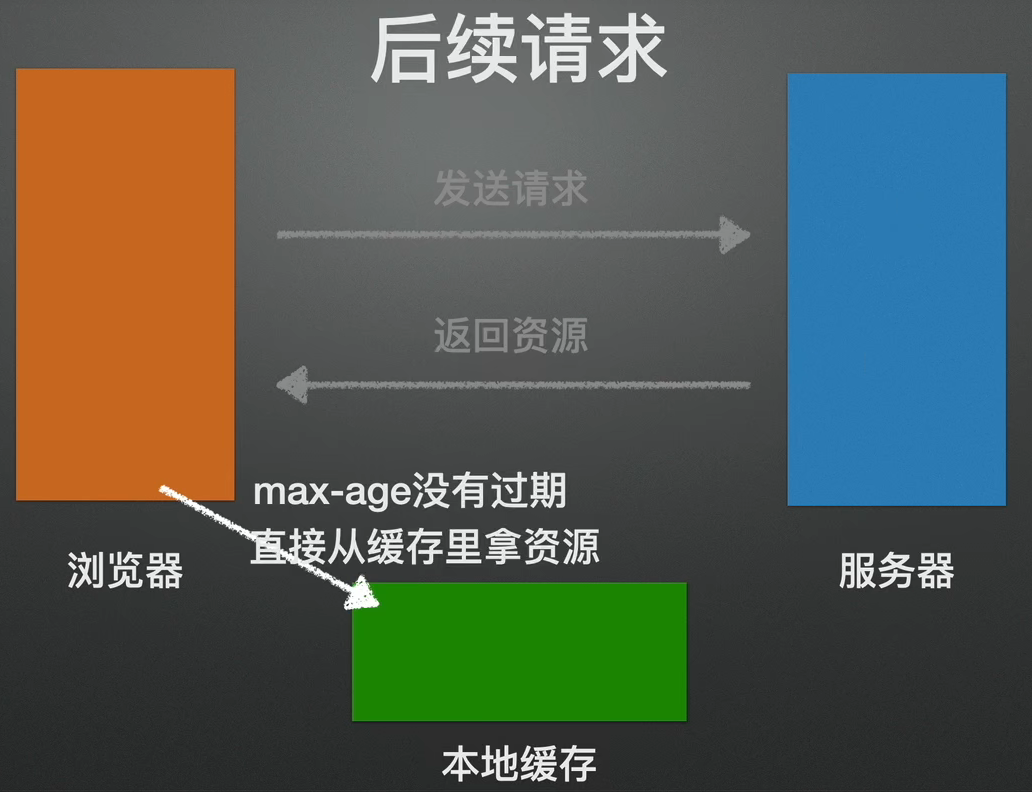 后续请求
发送请求
返回资源
max-age没有过期
直接从缓存里拿资源
浏览器
服务器
本地缓存